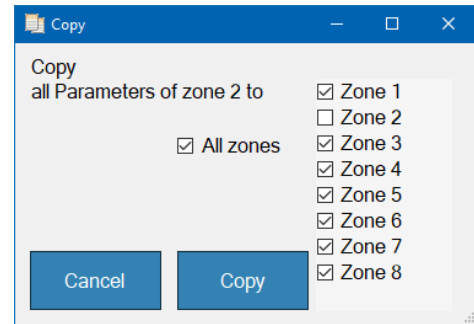 Copy
Copy
all Parameters of zone 2 to
All zones
Zone 1
Zone 2
Zone 3
Zone 4
Zone 5
Zone 6
Zone 7
Zone 8
Cancel
Copy